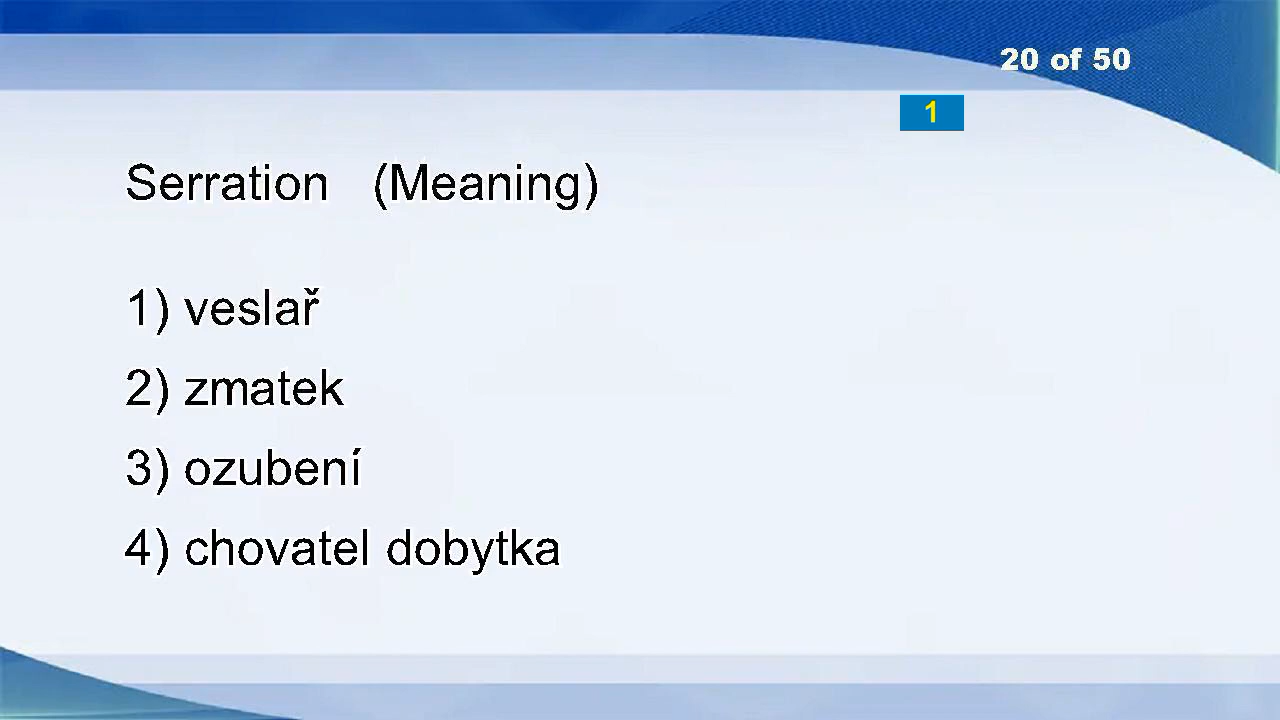 20 of 50
1
Serration (Meaning)
1) veslař
2) zmatek
3) ozubení
4) chovatel dobytka